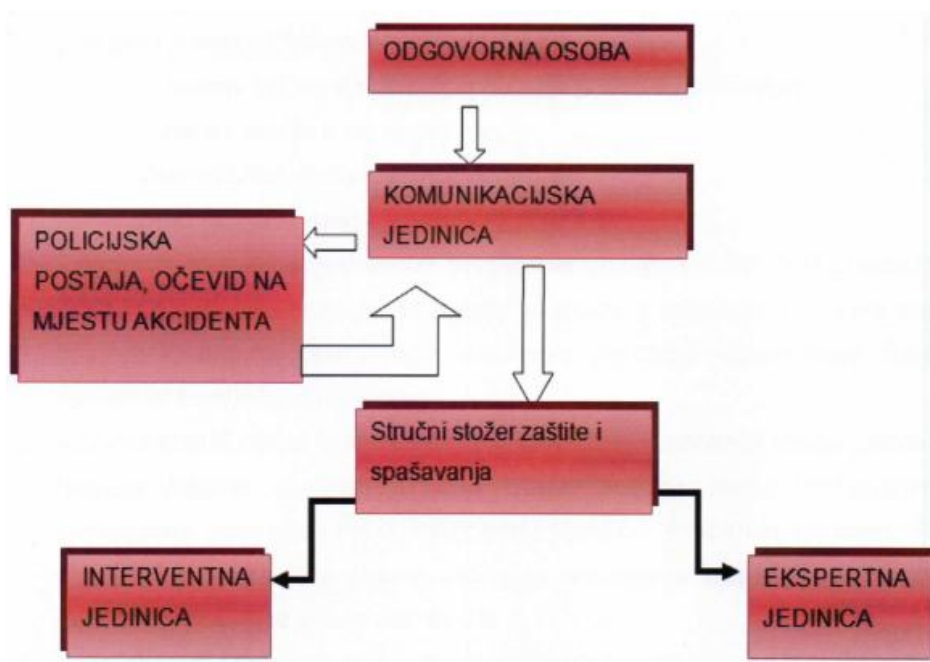 ODGOVORNA OSOBA
KOMUNIKACIJSKA
JEDINICA
POLICIJSKA
POSTAJA, OČEVID NA
MJESTU AKCIDENTA
Stručni stožer zaštite i
spašavanja
INTERVENTNA
JEDINICA
EKSPERTNA
JEDINICA